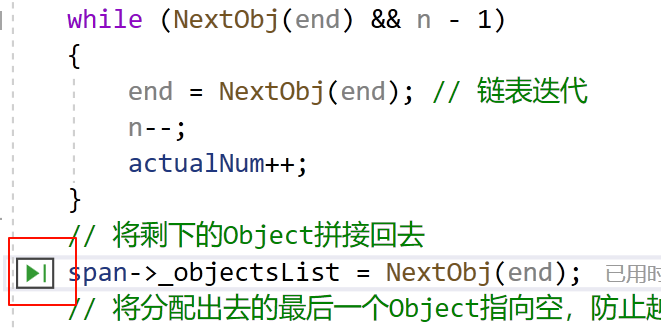 while (NextObj(end) && n - 1)
{
end = NextObj(end); // 链表迭代
n--;
actualNum++;
}
// 将剩下的Object拼接回去
span->_objectsList = NextObj(end); 已用时
// 将分配出去的最后一个Object指向空，防止越